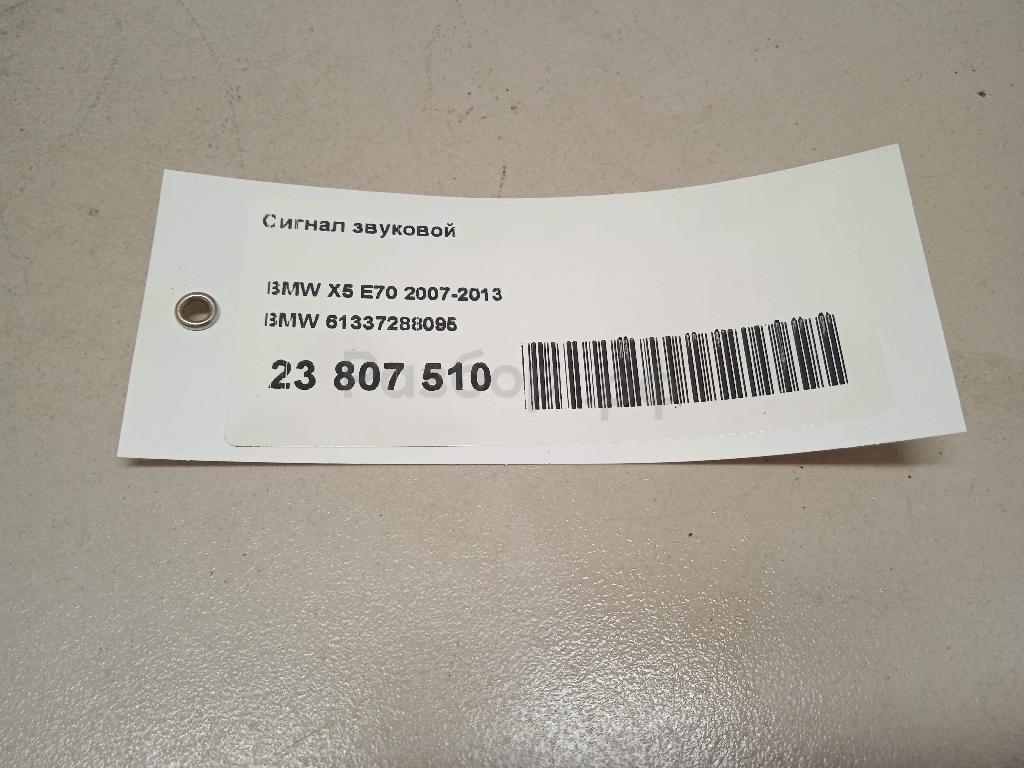 Сигнал звуковой
BMW X5 E70 2007-2013
BMW 61337288095
23 807 510